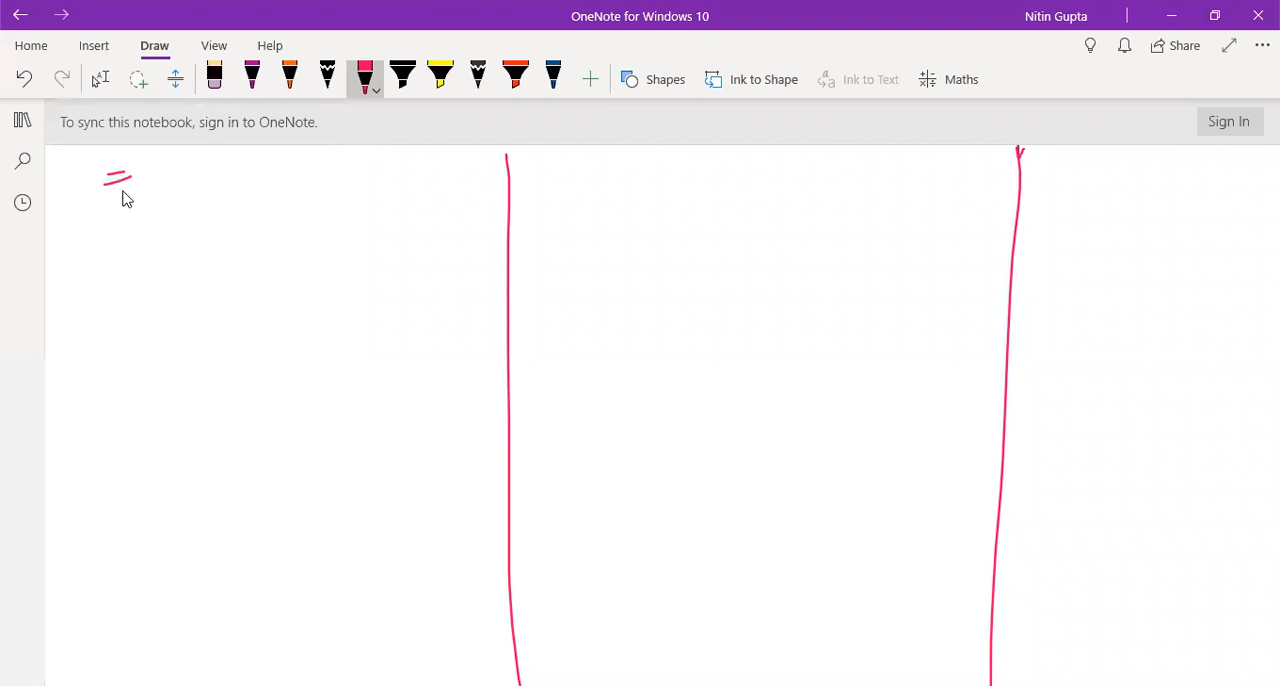 OneNote for Windows 10
Nitin Gupta
Home Insert Draw View Help
Share
Shapes Ink to Shape Ink to Text Maths
To sync this notebook, sign in to OneNote.
Sign In
=